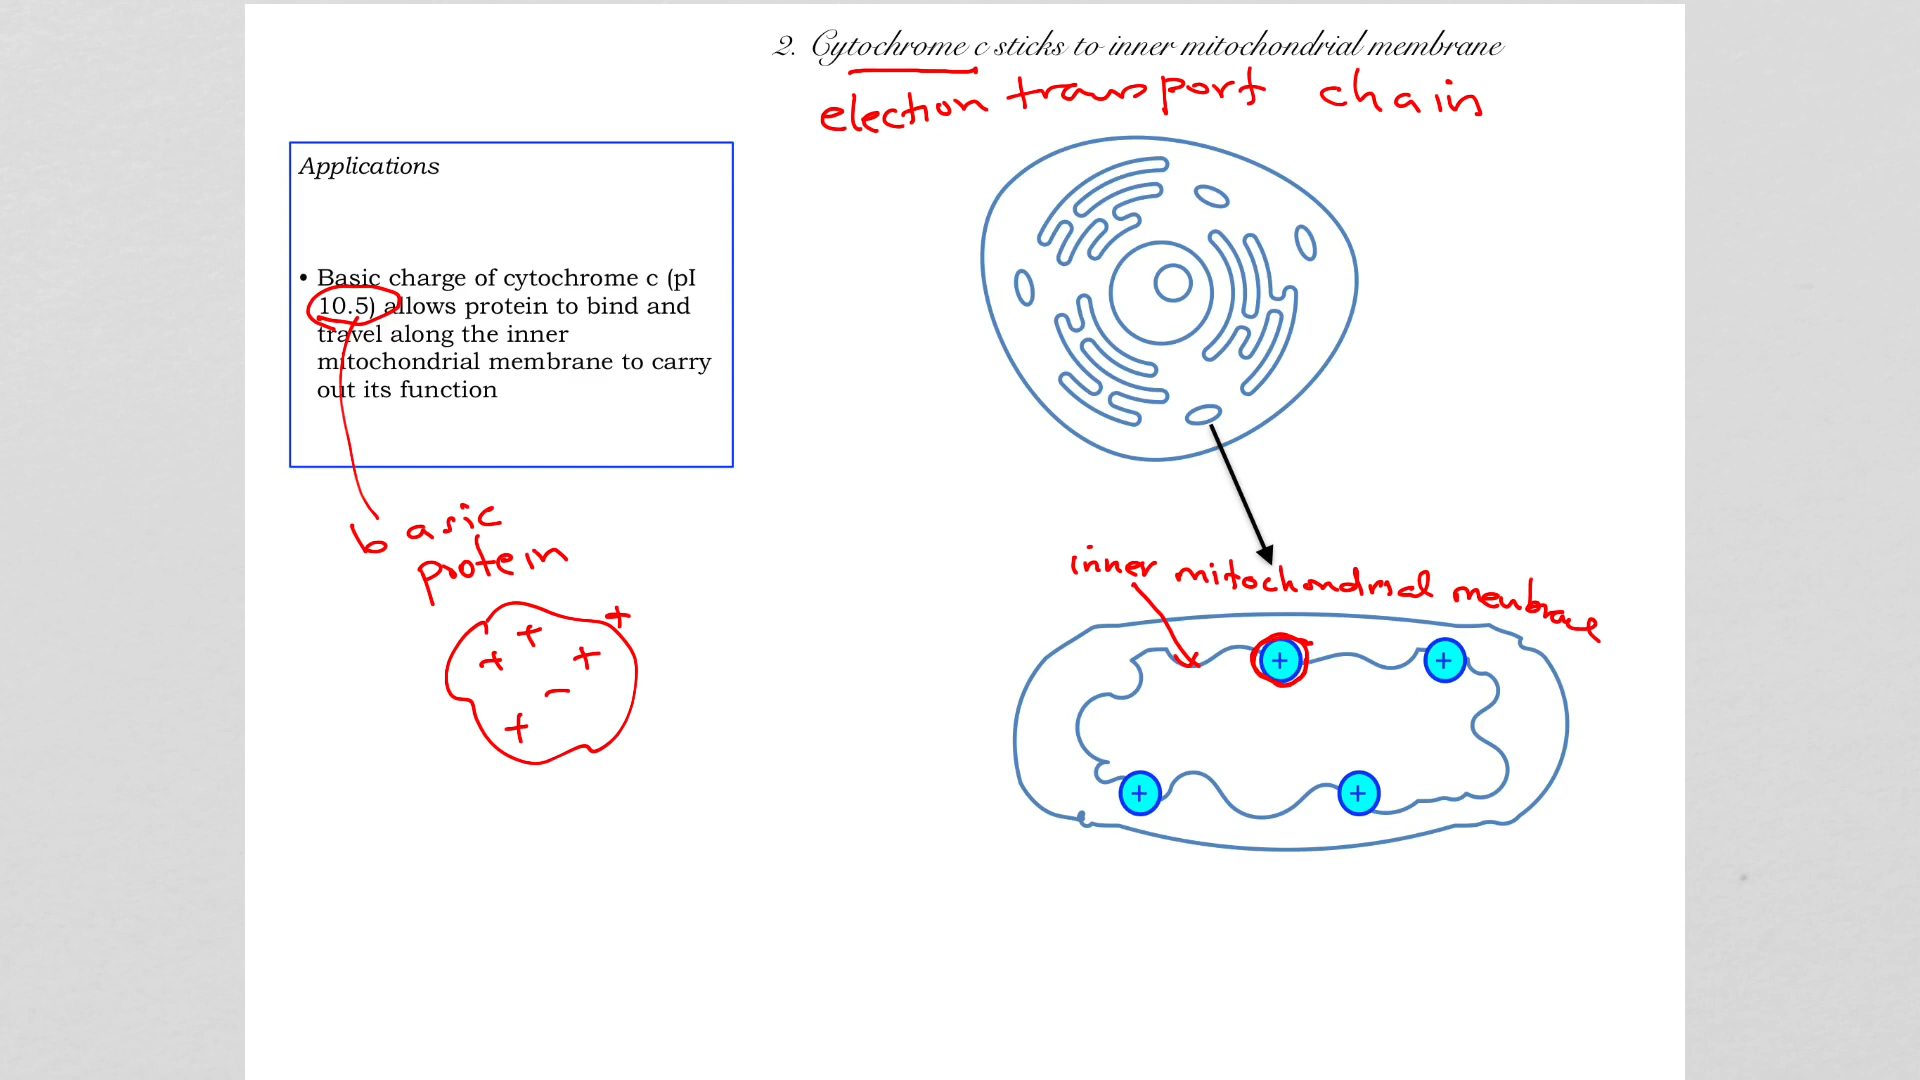 2. Cytochrome c sticks to inner mitochondrial membrane
election transport chain
Applications
• Basic charge of cytochrome c (pI
10.5) allows protein to bind and
travel along the inner
mitochondrial membrane to carry
out its function
basic
protein
+ + + +
−
+
inner mitochondrial membrane
+ +
+ +